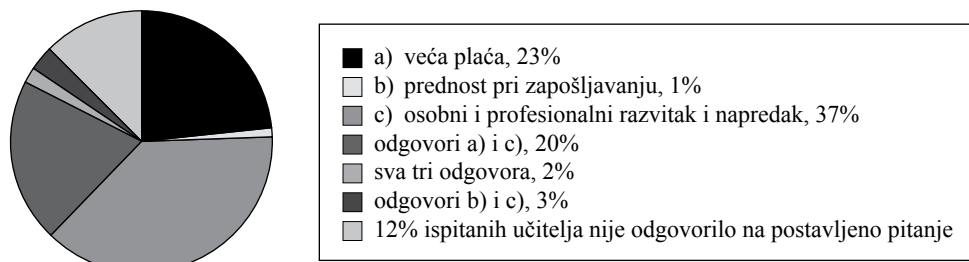 a) veća plaća, 23%
b) prednost pri zapošljavanju, 1%
c) osobni i profesionalni razvitak i napredak, 37%
odgovori a) i c), 20%
sva tri odgovora, 2%
odgovori b) i c), 3%
12% ispitanih učitelja nije odgovorilo na postavljeno pitanje